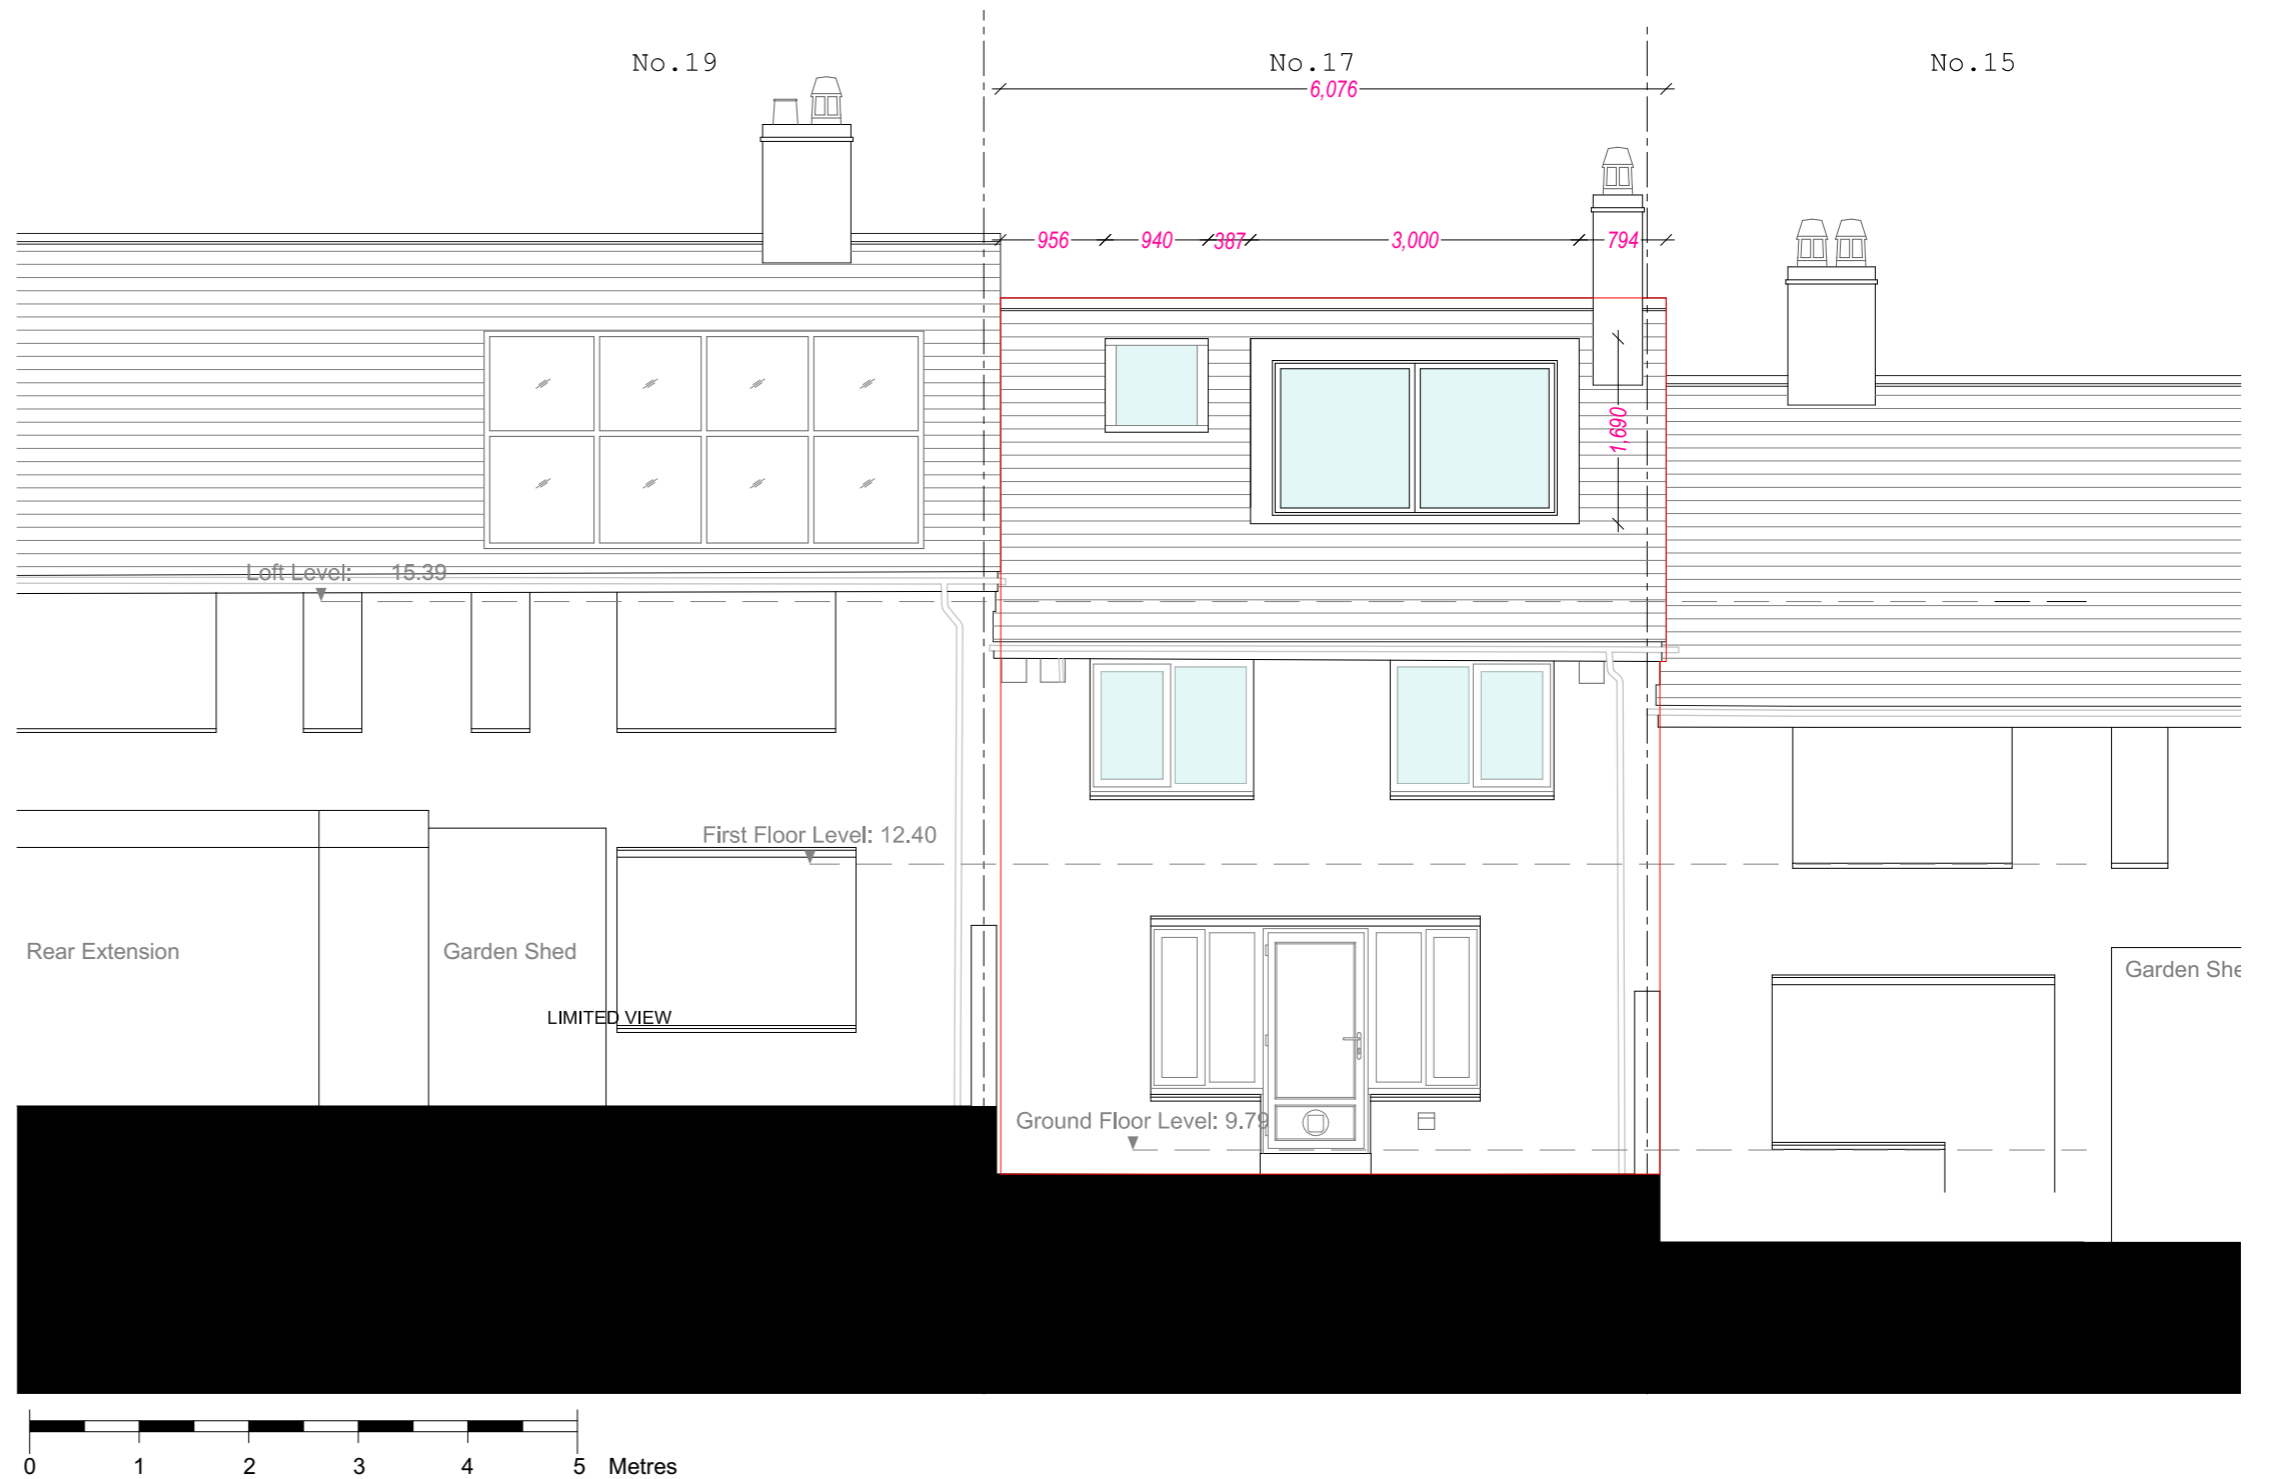 No.19
No.17
No.15
6,076
956
940
387
3,000
794
1,690
Loft Level: 15.39
First Floor Level: 12.40
Rear Extension
Garden Shed
Garden She
LIMITED VIEW
Ground Floor Level: 9.79
0 1 2 3 4 5 Metres